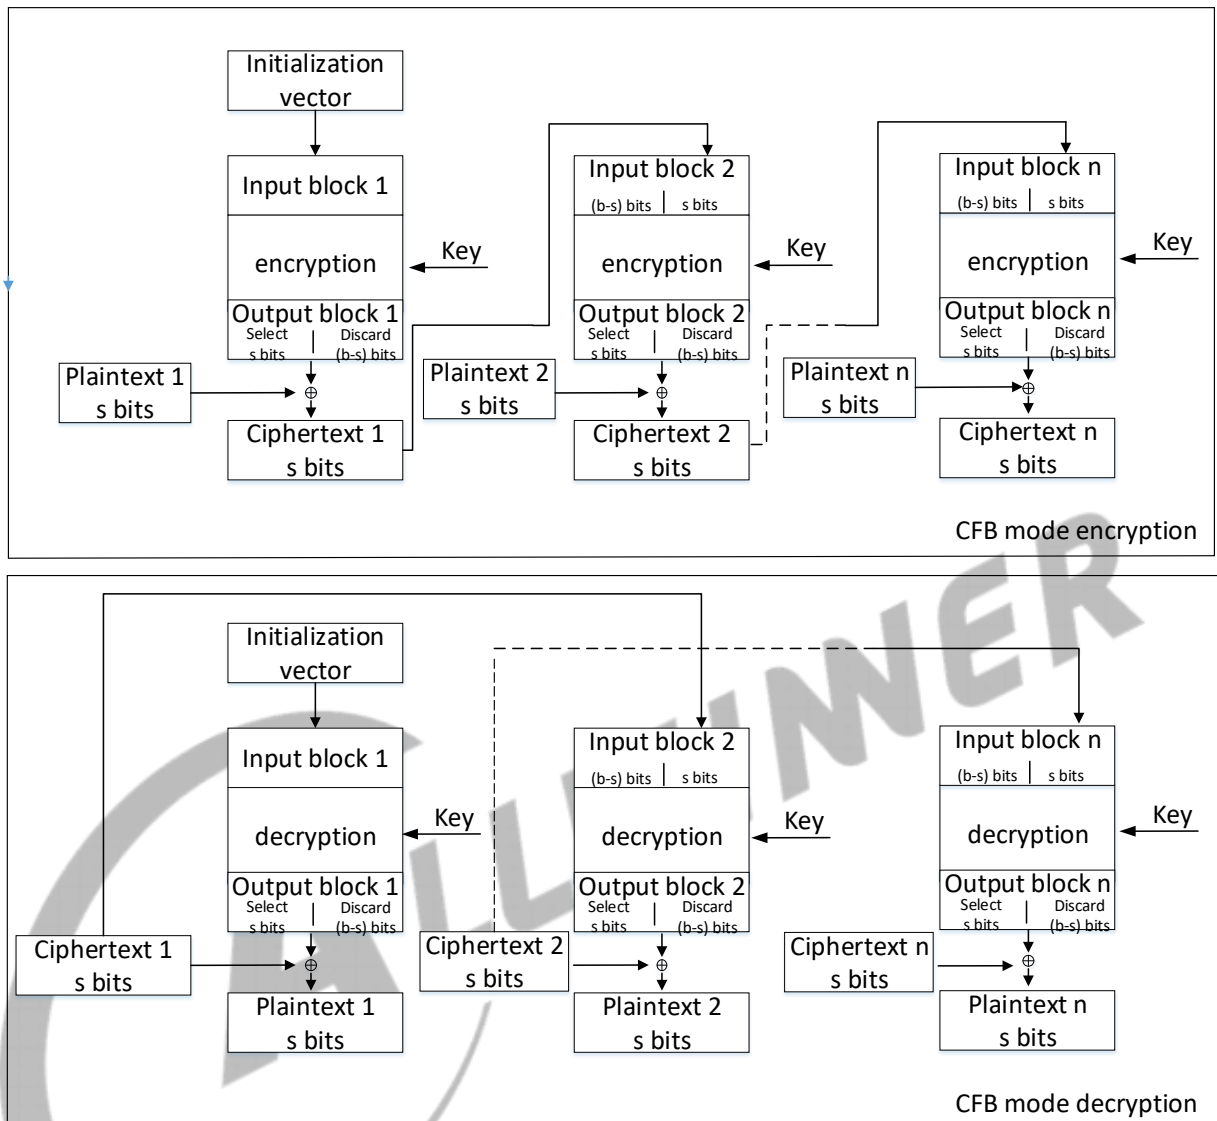 Initialization
vector
Input block 1
encryption
Key
Output block 1
Select
s bits
Discard
(b-s) bits
Plaintext 1
s bits
Ciphertext 1
s bits
Input block 2
(b-s) bits
s bits
encryption
Key
Output block 2
Select
s bits
Discard
(b-s) bits
Plaintext 2
s bits
Ciphertext 2
s bits
Input block n
(b-s) bits
s bits
encryption
Key
Output block n
Select
s bits
Discard
(b-s) bits
Plaintext n
s bits
Ciphertext n
s bits
CFB mode encryption
Initialization
vector
Input block 1
decryption
Key
Output block 1
Select
s bits
Discard
(b-s) bits
Ciphertext 1
s bits
Plaintext 1
s bits
Input block 2
(b-s) bits
s bits
decryption
Key
Output block 2
Select
s bits
Discard
(b-s) bits
Ciphertext 2
s bits
Plaintext 2
s bits
Input block n
(b-s) bits
s bits
decryption
Key
Output block n
Select
s bits
Discard
(b-s) bits
Ciphertext n
s bits
Plaintext n
s bits
CFB mode decryption
ALLWINNER